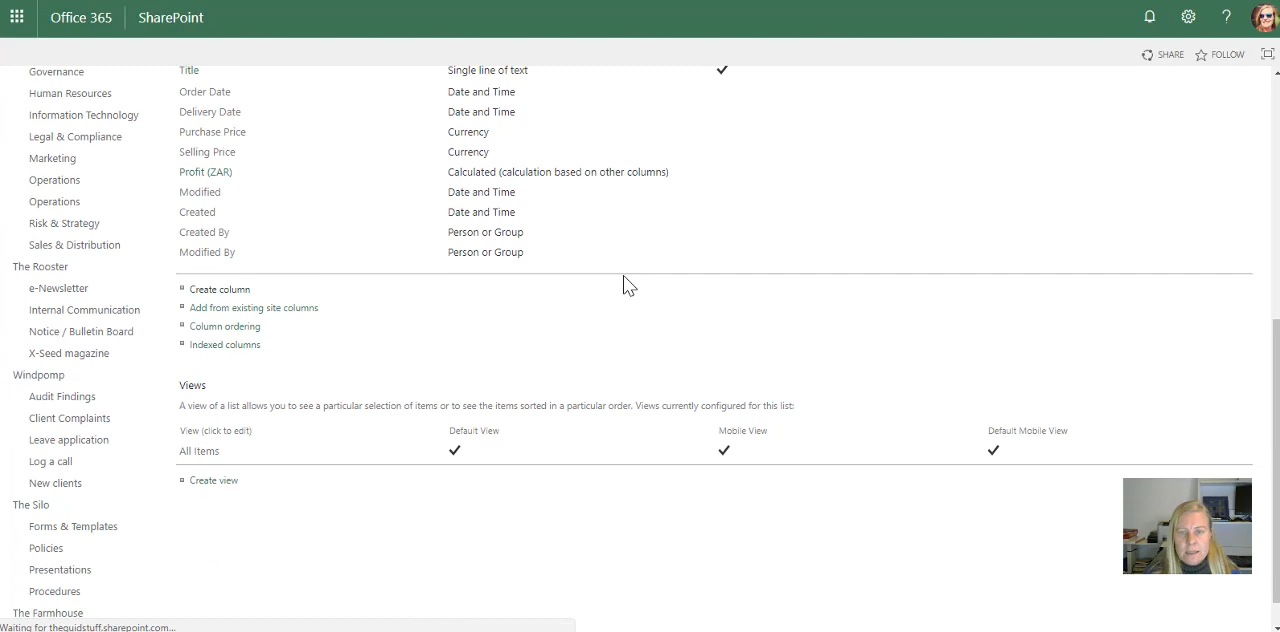 Office 365
SharePoint
?
SHARE
FOLLOW
Governance
Human Resources
Information Technology
Legal & Compliance
Marketing
Operations
Operations
Risk & Strategy
Sales & Distribution
The Rooster
e-Newsletter
Internal Communication
Notice / Bulletin Board
X-Seed magazine
Windpomp
Audit Findings
Client Complaints
Leave application
Log a call
New clients
The Silo
Forms & Templates
Policies
Presentations
Procedures
The Farmhouse
Title Single line of text
Order Date Date and Time
Delivery Date Date and Time
Purchase Price Currency
Selling Price Currency
Profit (ZAR) Calculated (calculation based on other columns)
Modified Date and Time
Created Date and Time
Created By Person or Group
Modified By Person or Group
Create column
Add from existing site columns
Column ordering
Indexed columns
Views
A view of a list allows you to see a particular selection of items or to see the items sorted in a particular order. Views currently configured for this list:
View (click to edit) Default View Mobile View Default Mobile View
All Items
Create view
Waiting for theguidstuff.sharepoint.com...